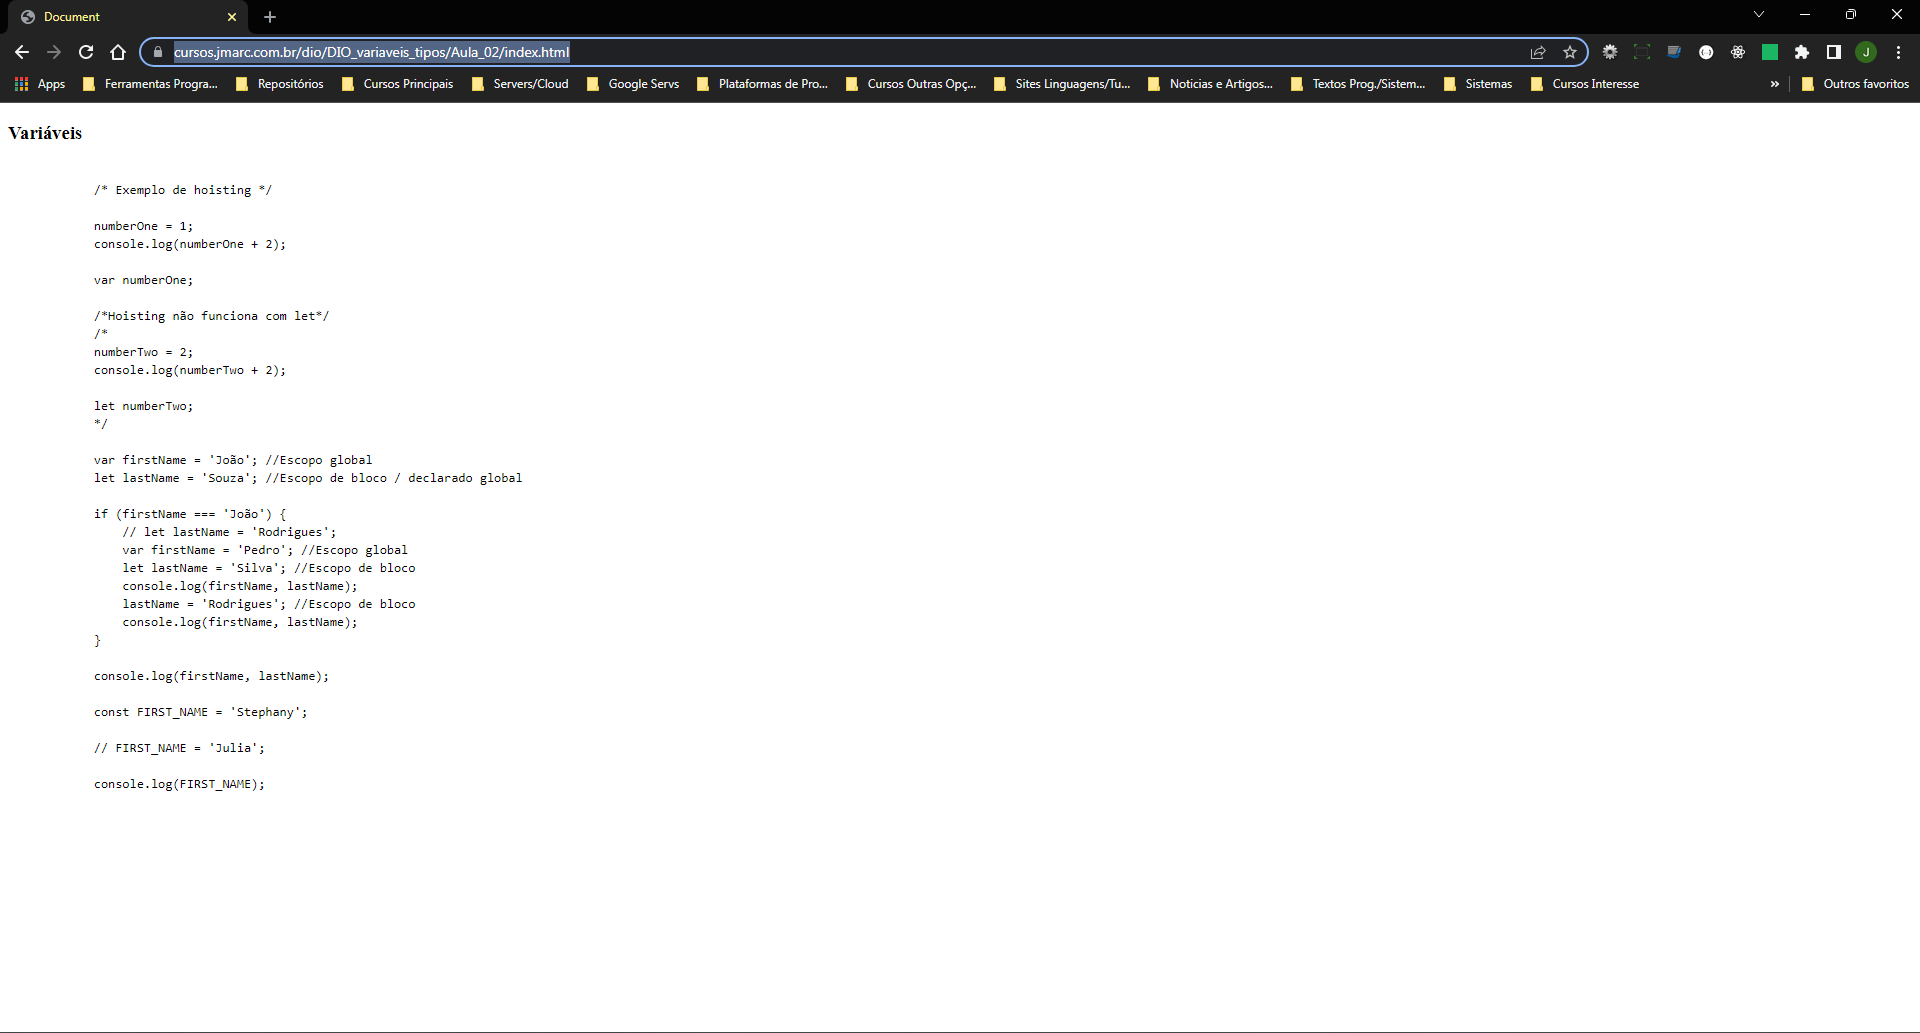 Document
cursos.jmarc.com.br/dio/DIO_variaveis_tipos/Aula_02/index.html
J
Apps Ferramentas Progra... Repositórios Cursos Principais Servers/Cloud Google Servs Plataformas de Pro... Cursos Outras Opç... Sites Linguagens/Tu... Noticias e Artigos... Textos Prog./Sistem... Sistemas Cursos Interesse » Outros favoritos
Variáveis
/* Exemplo de hoisting */
numberOne = 1;
console.log(numberOne + 2);
var numberOne;
/*Hoisting não funciona com let*/
/*
numberTwo = 2;
console.log(numberTwo + 2);
let numberTwo;
*/
var firstName = 'João'; //Escopo global
let lastName = 'Souza'; //Escopo de bloco / declarado global
if (firstName === 'João') {
// let lastName = 'Rodrigues';
var firstName = 'Pedro'; //Escopo global
let lastName = 'Silva'; //Escopo de bloco
console.log(firstName, lastName);
lastName = 'Rodrigues'; //Escopo de bloco
console.log(firstName, lastName);
}
console.log(firstName, lastName);
const FIRST_NAME = 'Stephany';
// FIRST_NAME = 'Julia';
console.log(FIRST_NAME);